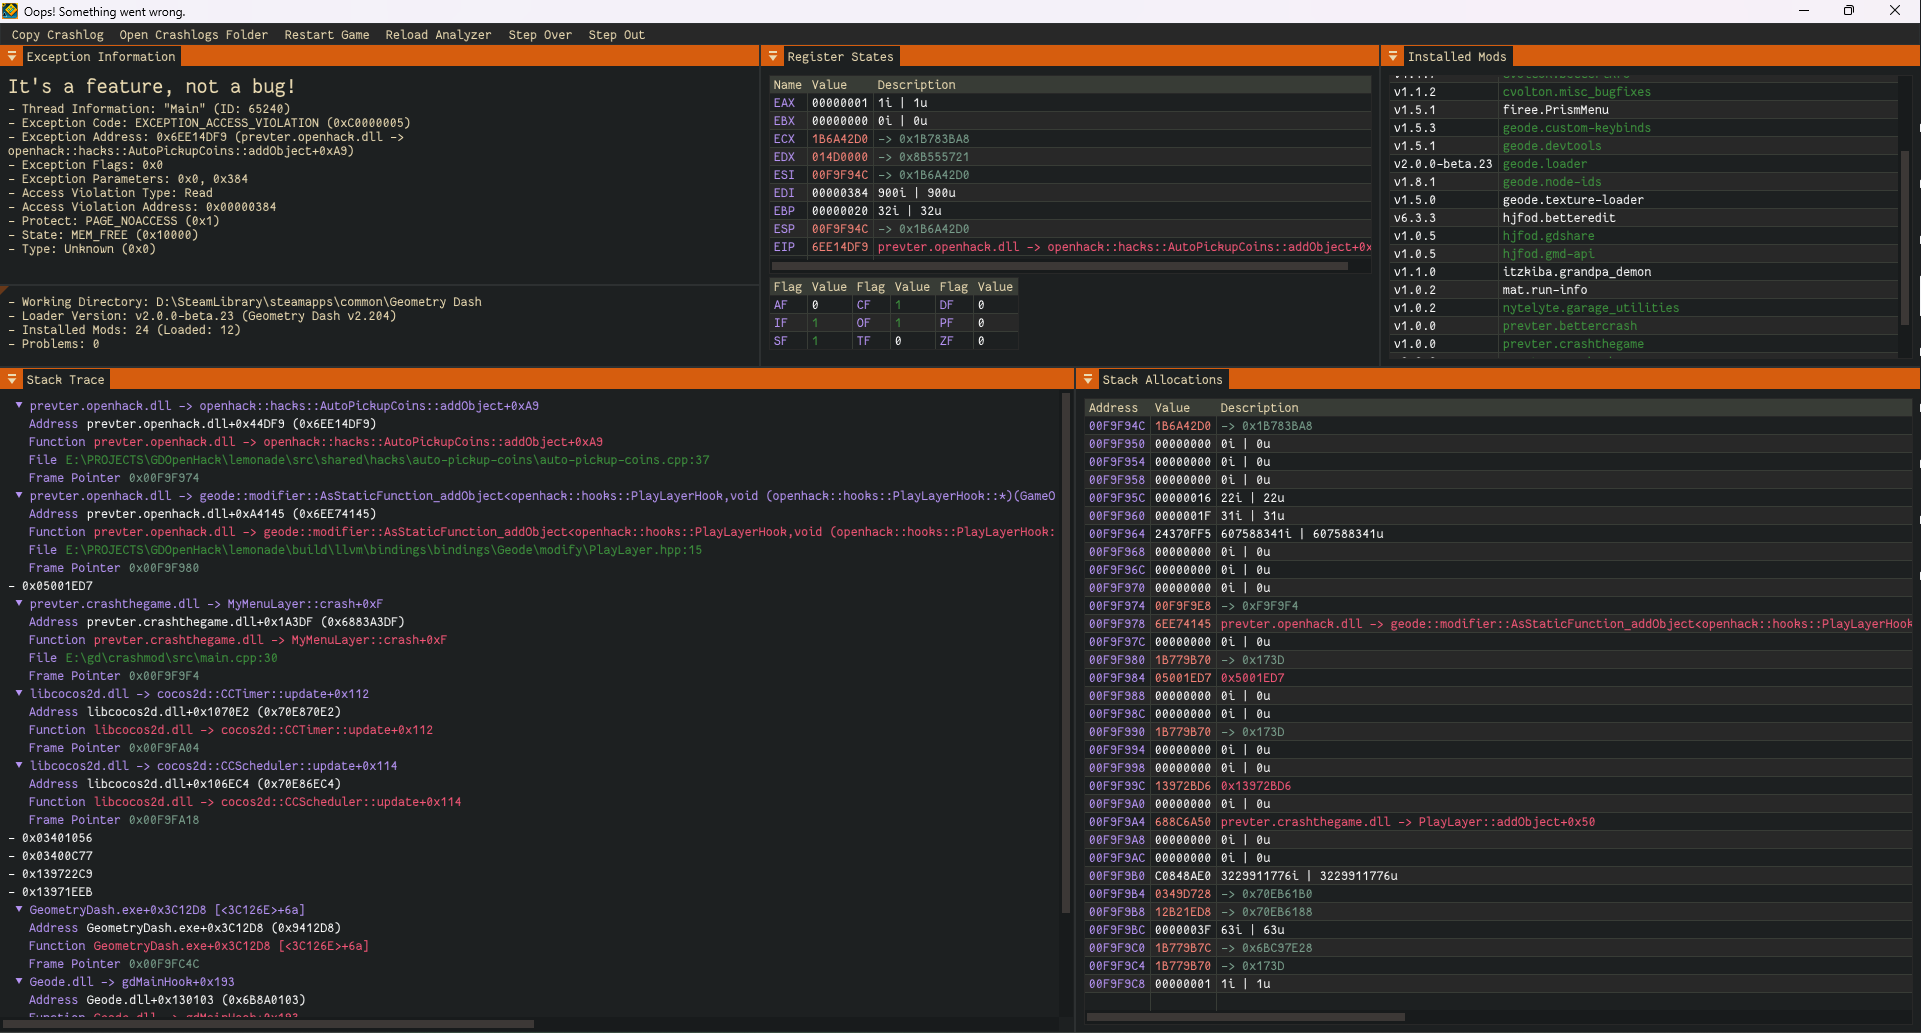 Oops! Something went wrong.
Copy Crashlog Open Crashlogs Folder Restart Game Reload Analyzer Step Over Step Out
Exception Information
It's a feature, not a bug!
- Thread Information: "Main" (ID: 65240)
- Exception Code: EXCEPTION_ACCESS_VIOLATION (0xC0000005)
- Exception Address: 0x6EE14DF9 (prevter.openhack.dll ->
openhack::hacks::AutoPickupCoins::addObject+0xA9)
- Exception Flags: 0x0
- Exception Parameters: 0x0, 0x384
- Access Violation Type: Read
- Access Violation Address: 0x00000384
- Protect: PAGE_NOACCESS (0x1)
- State: MEM_FREE (0x10000)
- Type: Unknown (0x0)
- Working Directory: D:\SteamLibrary\steamapps\common\Geometry Dash
- Loader Version: v2.0.0-beta.23 (Geometry Dash v2.204)
- Installed Mods: 24 (Loaded: 12)
- Problems: 0
Register States
Name Value Description
EAX 00000001 1i | 1u
EBX 00000000 0i | 0u
ECX 1B6A42D0 -> 0x1B783BA8
EDX 014D0000 -> 0x8B555721
ESI 00F9F94C -> 0x1B6A42D0
EDI 00000384 900i | 900u
EBP 00000020 32i | 32u
ESP 00F9F94C -> 0x1B6A42D0
EIP 6EE14DF9 prevter.openhack.dll -> openhack::hacks::AutoPickupCoins::addObject+0x
Flag Value Flag Value Flag Value
AF 0 CF 1 DF 0
IF 1 OF 1 PF 0
SF 1 TF 0 ZF 0
Installed Mods
v1.1.2 cvolton.misc_bugfixes
v1.5.1 firee.PrismMenu
v1.5.3 geode.custom-keybinds
v1.5.1 geode.devtools
v2.0.0-beta.23 geode.loader
v1.8.1 geode.node-ids
v1.5.0 geode.texture-loader
v6.3.3 hjfod.betteredit
v1.0.5 hjfod.gdshare
v1.0.5 hjfod.gmd-api
v1.1.0 itzkiba.grandpa_demon
v1.0.2 mat.run-info
v1.0.2 nytelyte.garage_utilities
v1.0.0 prevter.bettercrash
v1.0.0 prevter.crashthegame
Stack Trace
prevter.openhack.dll -> openhack::hacks::AutoPickupCoins::addObject+0xA9
Address prevter.openhack.dll+0x44DF9 (0x6EE14DF9)
Function prevter.openhack.dll -> openhack::hacks::AutoPickupCoins::addObject+0xA9
File E:\PROJECTS\GDOpenHack\lemonade\src\shared\hacks\auto-pickup-coins\auto-pickup-coins.cpp:37
Frame Pointer 0x00F9F974
prevter.openhack.dll -> geode::modifier::AsStaticFunction_addObject<openhack::hooks::PlayLayerHook,void (openhack::hooks::PlayLayerHook::*)(GameO
Address prevter.openhack.dll+0xA4145 (0x6EE74145)
Function prevter.openhack.dll -> geode::modifier::AsStaticFunction_addObject<openhack::hooks::PlayLayerHook,void (openhack::hooks::PlayLayerHook:
File E:\PROJECTS\GDOpenHack\lemonade\build\llvm\bindings\bindings\Geode\modify\PlayLayer.hpp:15
Frame Pointer 0x00F9F980
- 0x05001ED7
prevter.crashthegame.dll -> MyMenuLayer::crash+0xF
Address prevter.crashthegame.dll+0x1A3DF (0x6883A3DF)
Function prevter.crashthegame.dll -> MyMenuLayer::crash+0xF
File E:\gd\crashmod\src\main.cpp:30
Frame Pointer 0x00F9F9F4
libcocos2d.dll -> cocos2d::CCTimer::update+0x112
Address libcocos2d.dll+0x1070E2 (0x70E870E2)
Function libcocos2d.dll -> cocos2d::CCTimer::update+0x112
Frame Pointer 0x00F9FA04
libcocos2d.dll -> cocos2d::CCScheduler::update+0x114
Address libcocos2d.dll+0x106EC4 (0x70E86EC4)
Function libcocos2d.dll -> cocos2d::CCScheduler::update+0x114
Frame Pointer 0x00F9FA18
- 0x03401056
- 0x03400C77
- 0x139722C9
- 0x13971EEB
GeometryDash.exe+0x3C12D8 [<3C126E>+6a]
Address GeometryDash.exe+0x3C12D8 (0x9412D8)
Function GeometryDash.exe+0x3C12D8 [<3C126E>+6a]
Frame Pointer 0x00F9FC4C
Geode.dll -> gdMainHook+0x193
Address Geode.dll+0x130103 (0x6B8A0103)
Function Geode.dll -> gdMainHook+0x193
Stack Allocations
Address Value Description
00F9F94C 1B6A42D0 -> 0x1B783BA8
00F9F950 00000000 0i | 0u
00F9F954 00000000 0i | 0u
00F9F958 00000000 0i | 0u
00F9F95C 00000016 22i | 22u
00F9F960 0000001F 31i | 31u
00F9F964 24370FF5 607588341i | 607588341u
00F9F968 00000000 0i | 0u
00F9F96C 00000000 0i | 0u
00F9F970 00000000 0i | 0u
00F9F974 00F9F9E8 -> 0xF9F9F4
00F9F978 6EE74145 prevter.openhack.dll -> geode::modifier::AsStaticFunction_addObject<openhack::hooks::PlayLayerHook
00F9F97C 00000000 0i | 0u
00F9F980 1B779B70 -> 0x173D
00F9F984 05001ED7 0x5001ED7
00F9F988 00000000 0i | 0u
00F9F98C 00000000 0i | 0u
00F9F990 1B779B70 -> 0x173D
00F9F994 00000000 0i | 0u
00F9F998 00000000 0i | 0u
00F9F99C 13972BD6 0x13972BD6
00F9F9A0 00000000 0i | 0u
00F9F9A4 688C6A50 prevter.crashthegame.dll -> PlayLayer::addObject+0x50
00F9F9A8 00000000 0i | 0u
00F9F9AC 00000000 0i | 0u
00F9F9B0 C0848AE0 3229911776i | 3229911776u
00F9F9B4 0349D728 -> 0x70EB61B0
00F9F9B8 12B21ED8 -> 0x70EB6188
00F9F9BC 0000003F 63i | 63u
00F9F9C0 1B779B7C -> 0x6BC97E28
00F9F9C4 1B779B70 -> 0x173D
00F9F9C8 00000001 1i | 1u